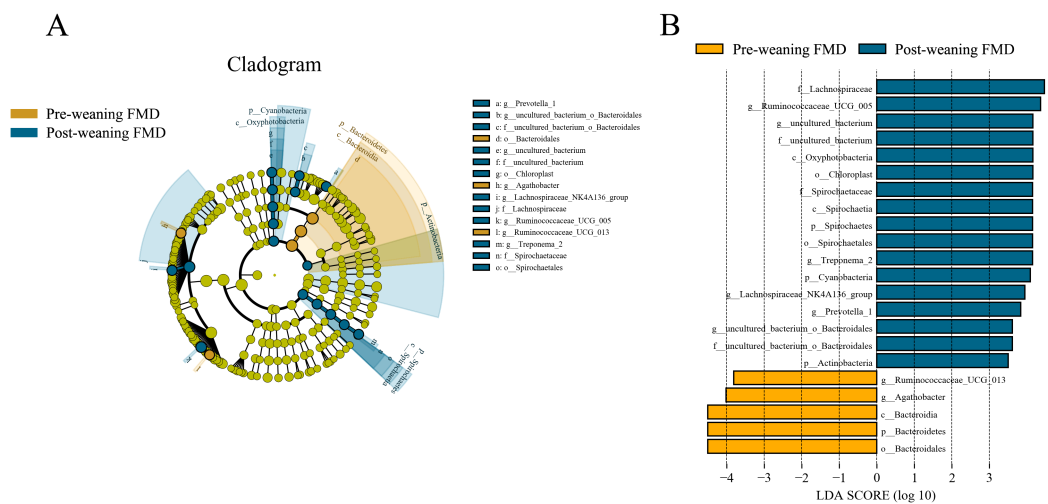 A
Cladogram
Pre-weaning FMD
Post-weaning FMD
p__Cyanobacteria
c__Oxyphotobacteria
g
c
b
p__Bacteroidetes
c__Bacteroidia
d
a
p__Actinobacteria
m
n
o
c__Spirochaetia
p__Spirochaetes
a: g__Prevotella_1
b: g__uncultured_bacterium_o_Bacteroidales
c: f__uncultured_bacterium_o_Bacteroidales
d: o__Bacteroidales
e: g__uncultured_bacterium
f: f__uncultured_bacterium
g: o__Chloroplast
h: g__Agathobacter
i: g__Lachnospiraceae_NK4A136_group
j: f__Lachnospiraceae
k: g__Ruminococcaceae_UCG_005
l: g__Ruminococcaceae_UCG_013
m: g__Treponema_2
n: f__Spirochaetaceae
o: o__Spirochaetales
B
Pre-weaning FMD Post-weaning FMD
f__Lachnospiraceae
g__Ruminococcaceae_UCG_005
g__uncultured_bacterium
f__uncultured_bacterium
c__Oxyphotobacteria
o__Chloroplast
f__Spirochaetaceae
c__Spirochaetia
p__Spirochaetes
o__Spirochaetales
g__Treponema_2
p__Cyanobacteria
g__Lachnospiraceae_NK4A136_group
g__Prevotella_1
g__uncultured_bacterium_o_Bacteroidales
f__uncultured_bacterium_o_Bacteroidales
p__Actinobacteria
g__Ruminococcaceae_UCG_013
g__Agathobacter
c__Bacteroidia
p__Bacteroidetes
o__Bacteroidales
−4 −3 −2 −1 0 1 2 3
LDA SCORE (log 10)